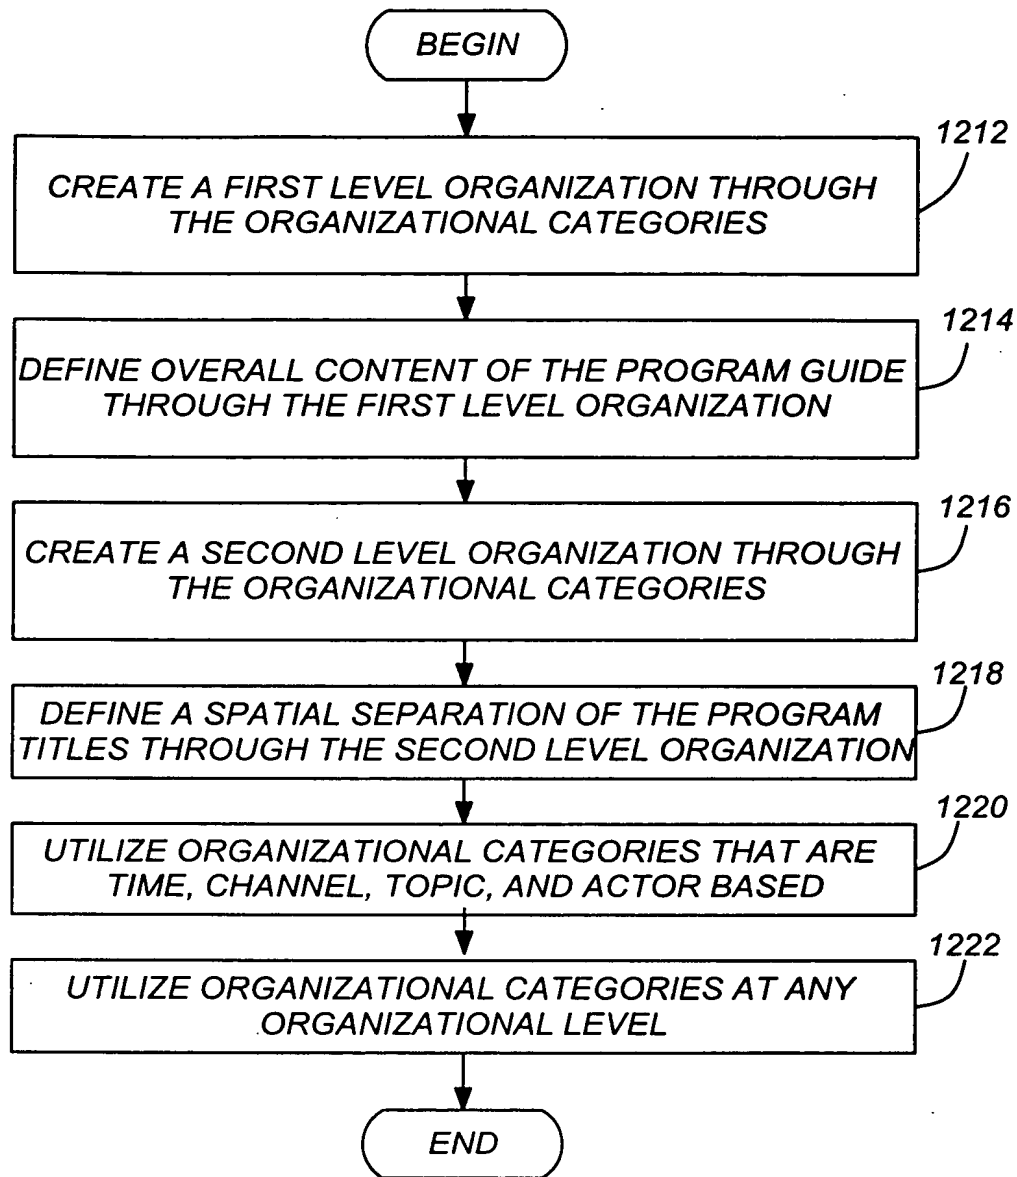 BEGIN
1212
CREATE A FIRST LEVEL ORGANIZATION THROUGH
THE ORGANIZATIONAL CATEGORIES
1214
DEFINE OVERALL CONTENT OF THE PROGRAM GUIDE
THROUGH THE FIRST LEVEL ORGANIZATION
1216
CREATE A SECOND LEVEL ORGANIZATION THROUGH
THE ORGANIZATIONAL CATEGORIES
1218
DEFINE A SPATIAL SEPARATION OF THE PROGRAM
TITLES THROUGH THE SECOND LEVEL ORGANIZATION
1220
UTILIZE ORGANIZATIONAL CATEGORIES THAT ARE
TIME, CHANNEL, TOPIC, AND ACTOR BASED
1222
UTILIZE ORGANIZATIONAL CATEGORIES AT ANY
ORGANIZATIONAL LEVEL
END